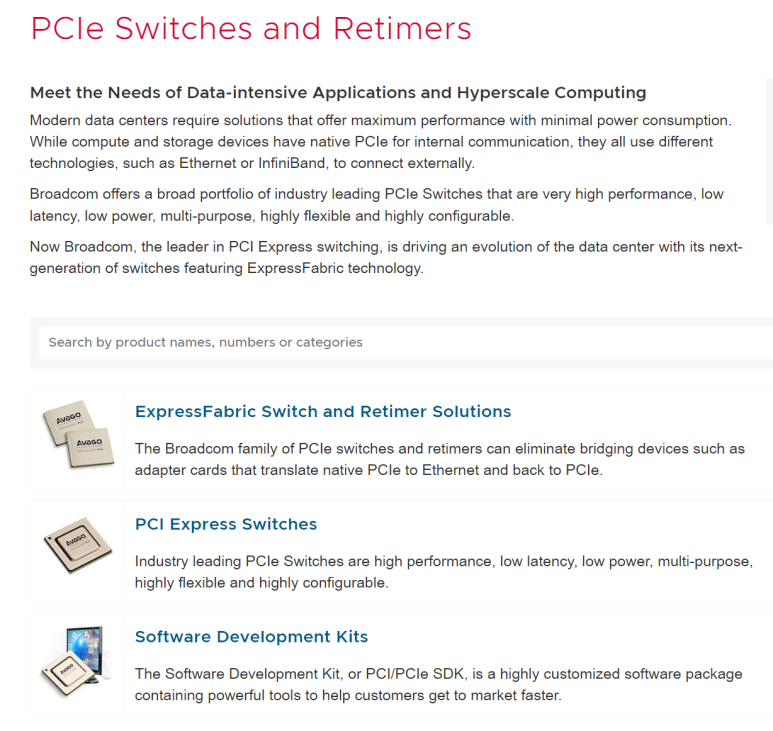 PCIe Switches and Retimers
Meet the Needs of Data-intensive Applications and Hyperscale Computing
Modern data centers require solutions that offer maximum performance with minimal power consumption.
While compute and storage devices have native PCIe for internal communication, they all use different
technologies, such as Ethernet or InfiniBand, to connect externally.
Broadcom offers a broad portfolio of industry leading PCIe Switches that are very high performance, low
latency, low power, multi-purpose, highly flexible and highly configurable.
Now Broadcom, the leader in PCI Express switching, is driving an evolution of the data center with its next-
generation of switches featuring ExpressFabric technology.
Search by product names, numbers or categories
AVAGO
AVAGO
ExpressFabric Switch and Retimer Solutions
The Broadcom family of PCIe switches and retimers can eliminate bridging devices such as
adapter cards that translate native PCIe to Ethernet and back to PCIe.
AVAGO
PCI Express Switches
Industry leading PCIe Switches are high performance, low latency, low power, multi-purpose,
highly flexible and highly configurable.
AVAGO
Software Development Kits
The Software Development Kit, or PCI/PCIe SDK, is a highly customized software package
containing powerful tools to help customers get to market faster.